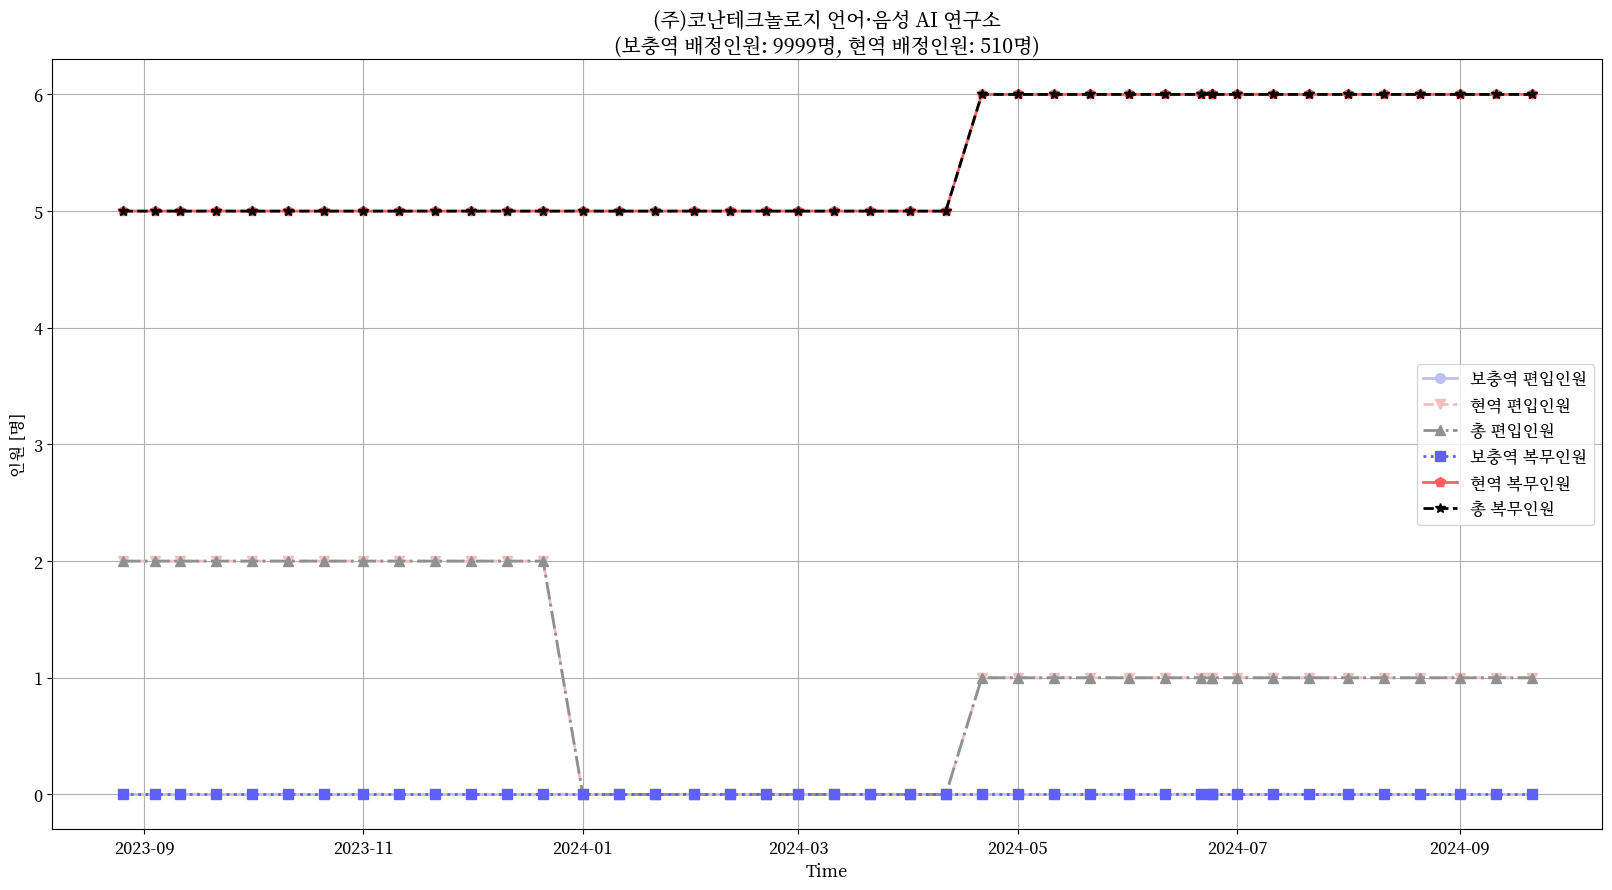 (주)코난테크놀로지 언어·음성 AI 연구소
(보충역 배정인원: 9999명, 현역 배정인원: 510명)
6
5
4
3
2
1
0
인원 [명]
보충역 편입인원
현역 편입인원
총 편입인원
보충역 복무인원
현역 복무인원
총 복무인원
2023-09
2023-11
2024-01
2024-03
2024-05
2024-07
2024-09
Time